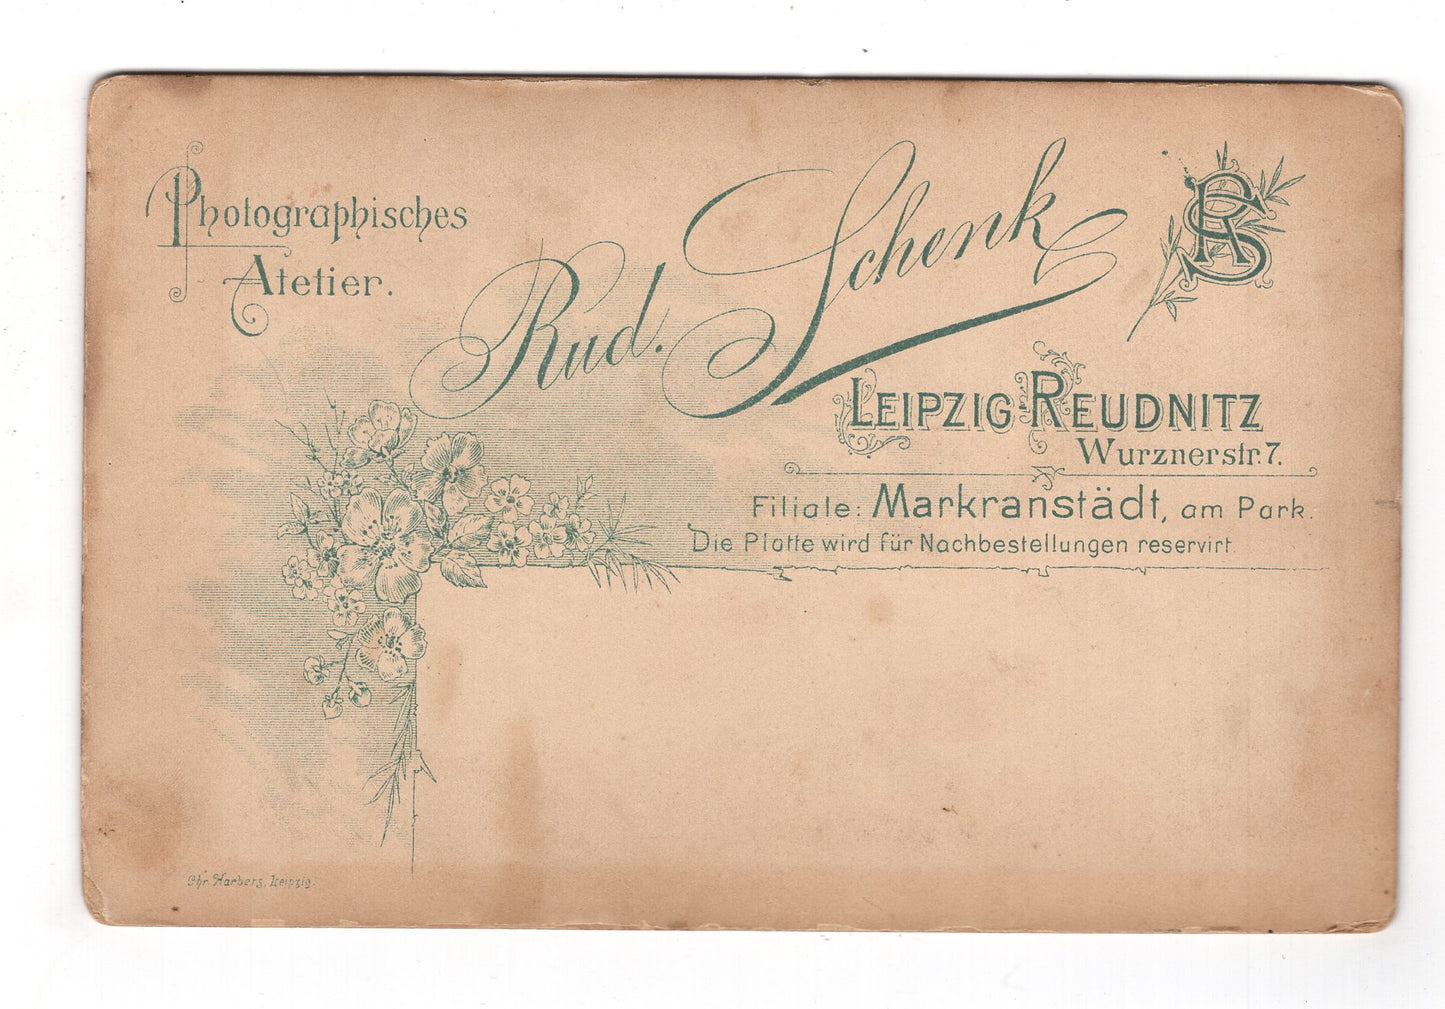 Photographisches
Atelier.
Rud. Schenk
RS
LEIPZIG-REUDNITZ
Wurznerstr. 7.
Filiale: Markranstädt, am Park.
Die Platte wird für Nachbestellungen reservirt.
Chr. Harbers, Leipzig.